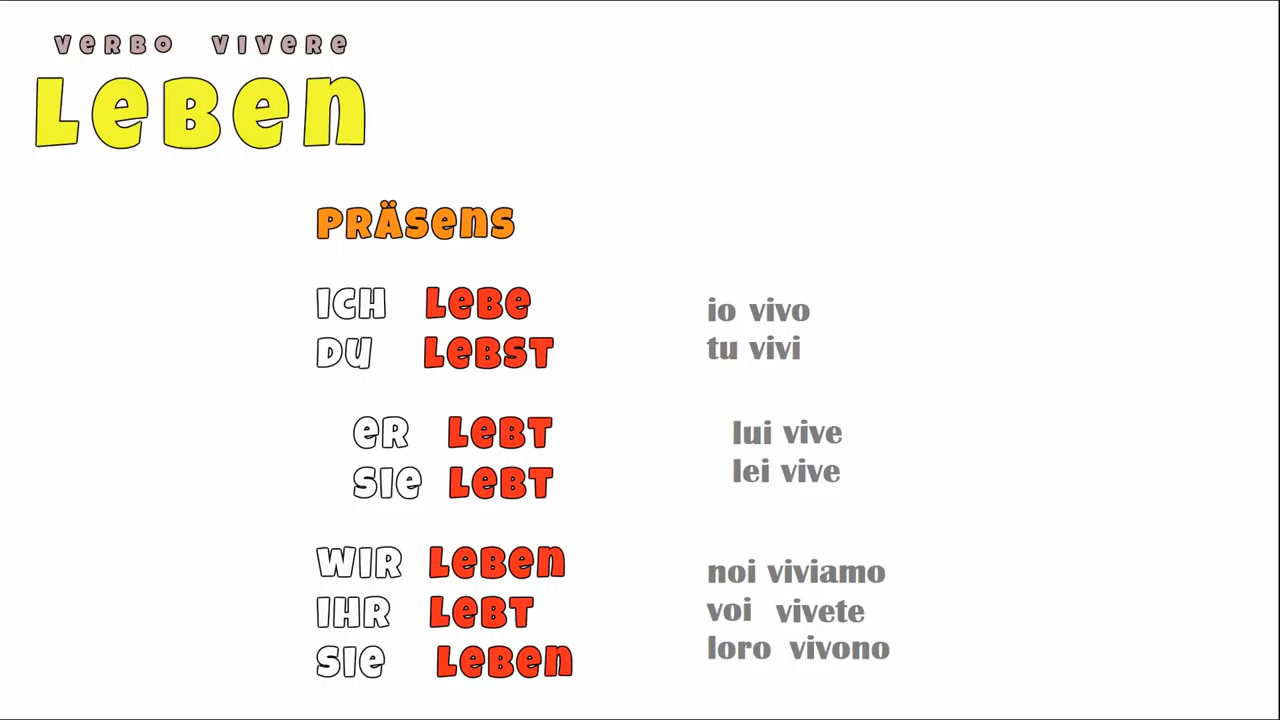 VERBO VIVERE
LEBEN
PRÄSENS
ICH LEBE io vivo
DU LEBST tu vivi
ER LEBT lui vive
SIE LEBT lei vive
WIR LEBEN noi viviamo
IHR LEBT voi vivete
SIE LEBEN loro vivono